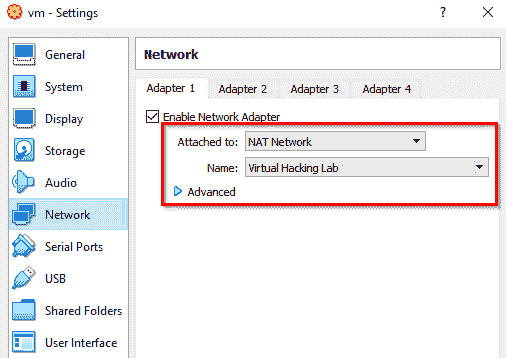 vm - Settings
?
General
System
Display
Storage
Audio
Network
Serial Ports
USB
Shared Folders
User Interface
Network
Adapter 1 Adapter 2 Adapter 3 Adapter 4
Enable Network Adapter
Attached to: NAT Network
Name: Virtual Hacking Lab
Advanced